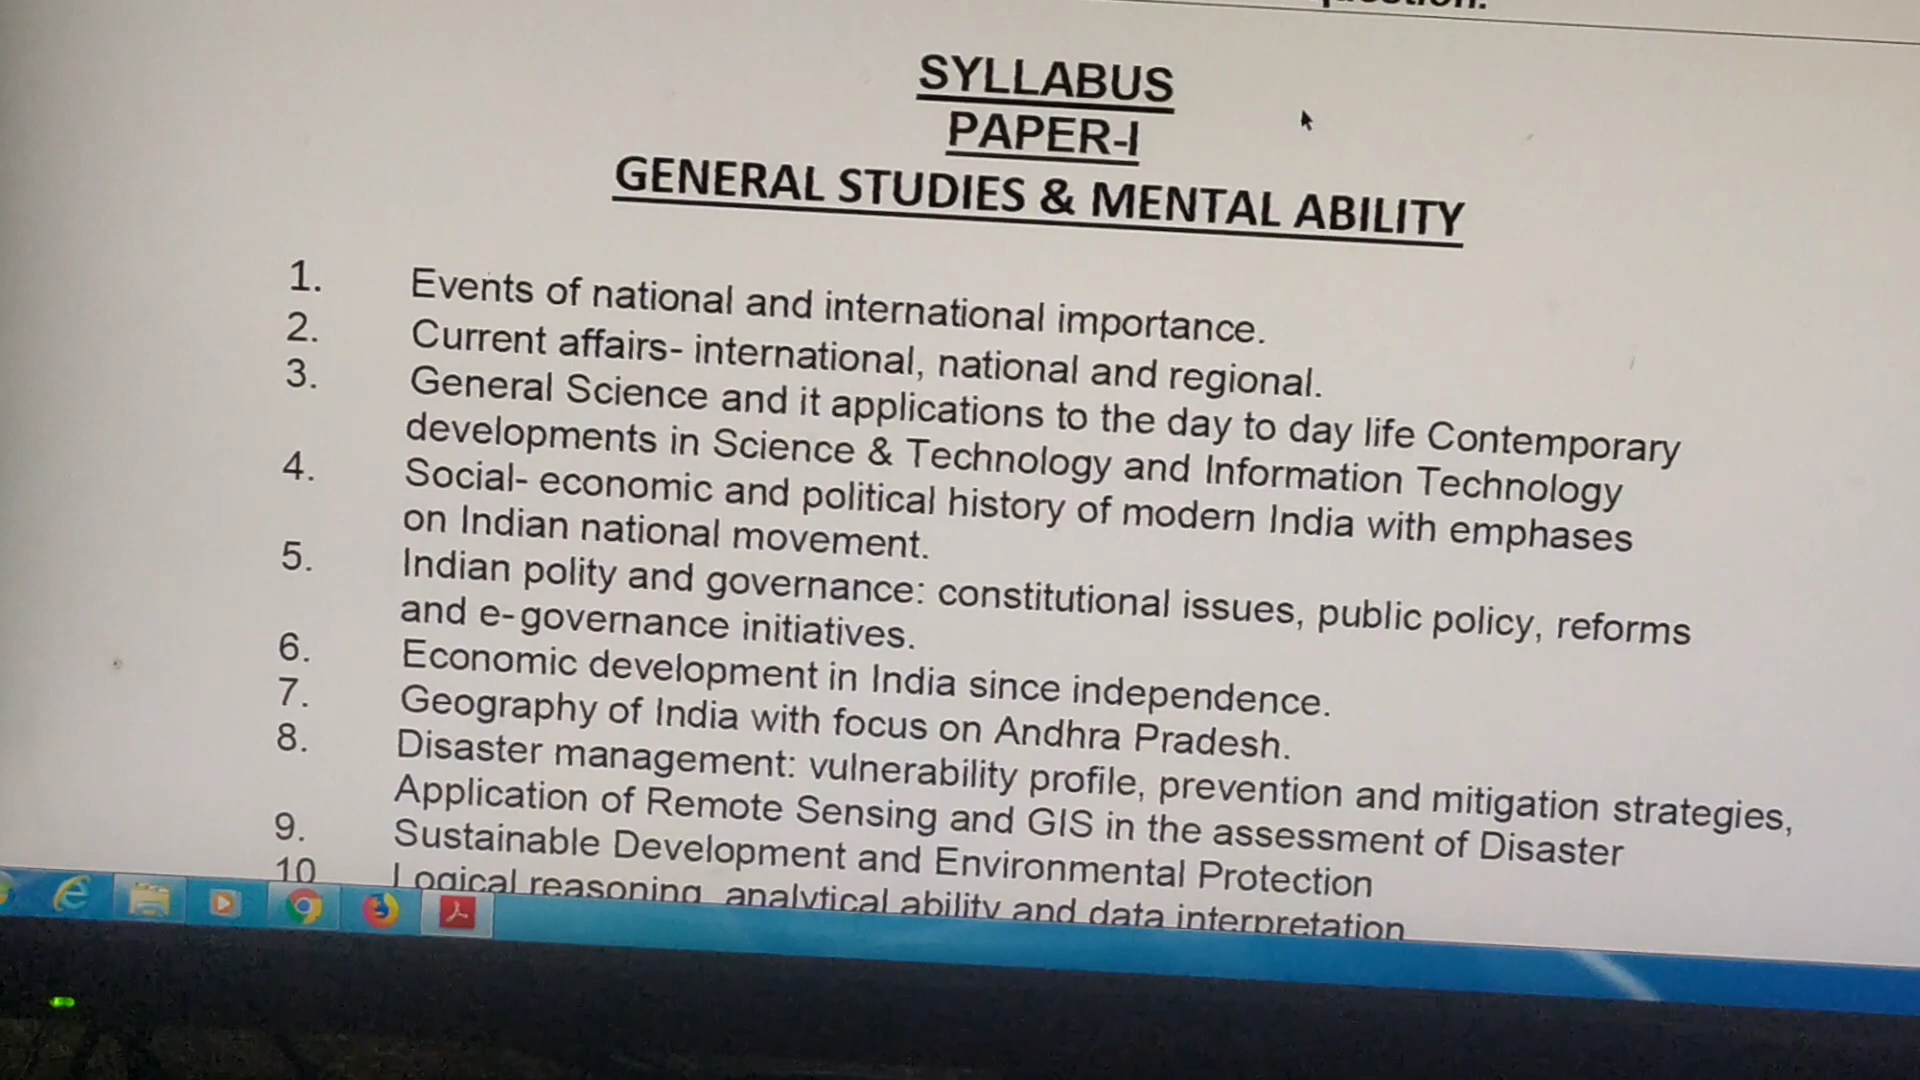 question.
SYLLABUS
PAPER-I
GENERAL STUDIES & MENTAL ABILITY
1. Events of national and international importance.
2. Current affairs- international, national and regional.
3. General Science and it applications to the day to day life Contemporary
developments in Science & Technology and Information Technology
4. Social- economic and political history of modern India with emphases
on Indian national movement.
5. Indian polity and governance: constitutional issues, public policy, reforms
and e-governance initiatives.
6. Economic development in India since independence.
7. Geography of India with focus on Andhra Pradesh.
8. Disaster management: vulnerability profile, prevention and mitigation strategies,
Application of Remote Sensing and GIS in the assessment of Disaster
9. Sustainable Development and Environmental Protection
10 Logical reasoning, analytical ability and data interpretation